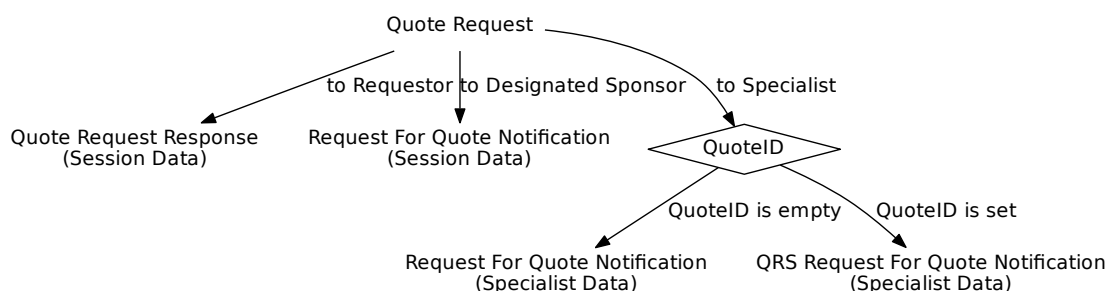 Quote Request
to Requestor
to Designated Sponsor
to Specialist
Quote Request Response
(Session Data)
Request For Quote Notification
(Session Data)
QuoteID
QuoteID is empty
QuoteID is set
Request For Quote Notification
(Specialist Data)
QRS Request For Quote Notification
(Specialist Data)